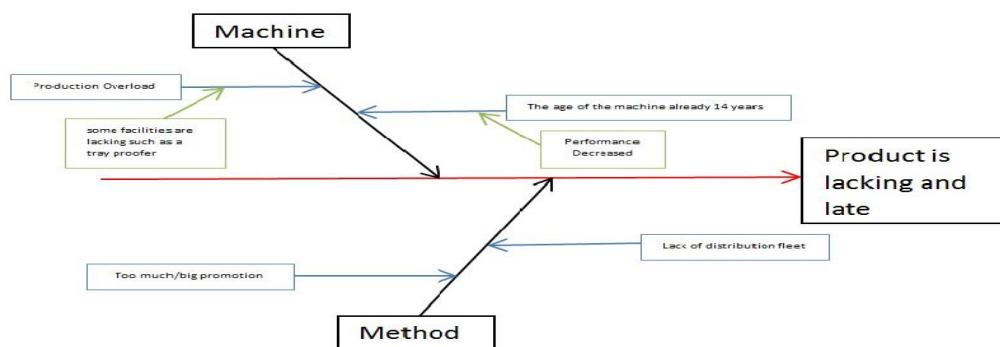 Machine
Production Overload
The age of the machine already 14 years
some facilities are
lacking such as a
tray proofer
Performance
Decreased
Product is
lacking and
late
Lack of distribution fleet
Too much/big promotion
Method